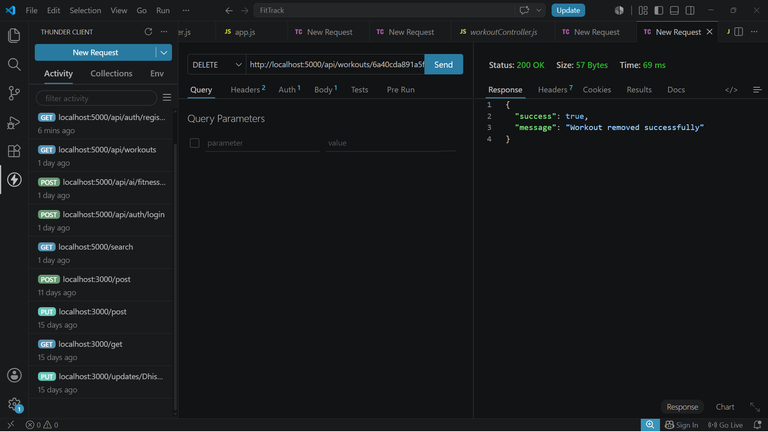 File Edit Selection View Go Run ··· FitTrack Update
THUNDER CLIENT ···
er.js JS app.js TC New Request TC New Request JS workoutController.js TC New Request TC New Request
New Request
Activity Collections Env
filter activity
GET localhost:5000/api/auth/regis...
6 mins ago
GET localhost:5000/api/workouts
1 day ago
POST localhost:5000/api/ai/fitness...
1 day ago
POST localhost:5000/api/auth/login
1 day ago
GET localhost:5000/search
1 day ago
POST localhost:3000/post
11 days ago
PUT localhost:3000/post
15 days ago
GET localhost:3000/get
15 days ago
PUT localhost:3000/updates/Dhis...
15 days ago
DELETE http://localhost:5000/api/workouts/6a40cda891a5f Send
Query Headers 2 Auth 1 Body 1 Tests Pre Run
Query Parameters
parameter value
Status: 200 OK Size: 57 Bytes Time: 69 ms
Response Headers 7 Cookies Results Docs </>
1 {
2 "success": true,
3 "message": "Workout removed successfully"
4 }
Response Chart
1
0 0 Sign In Go Live